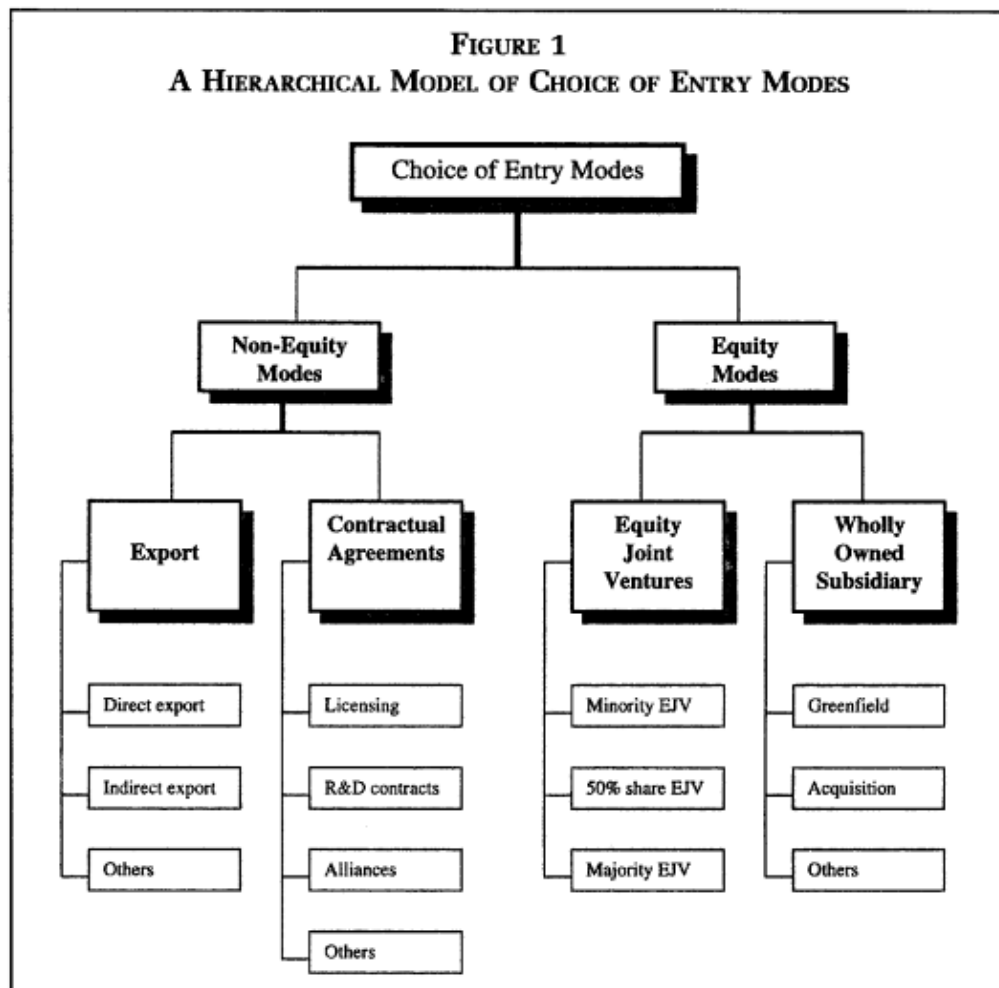 FIGURE 1
A HIERARCHICAL MODEL OF CHOICE OF ENTRY MODES
Choice of Entry Modes
Non-Equity
Modes
Equity
Modes
Export
Contractual
Agreements
Equity
Joint
Ventures
Wholly
Owned
Subsidiary
Direct export
Indirect export
Others
Licensing
R&D contracts
Alliances
Others
Minority EJV
50% share EJV
Majority EJV
Greenfield
Acquisition
Others